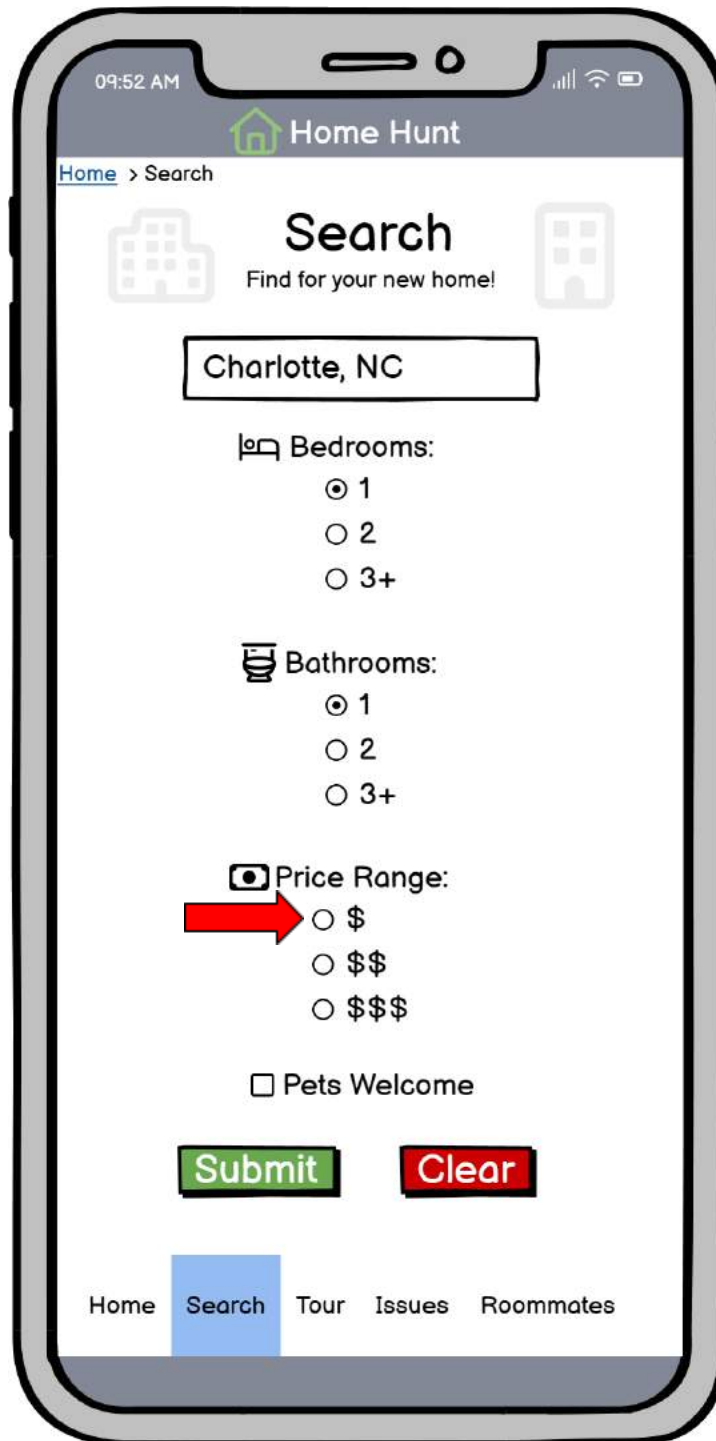 09:52 AM
Home Hunt
Home > Search
Search
Find for your new home!
Charlotte, NC
Bedrooms:
1
2
3+
Bathrooms:
1
2
3+
Price Range:
$
$$
$$$
Pets Welcome
Submit Clear
Home Search Tour Issues Roommates